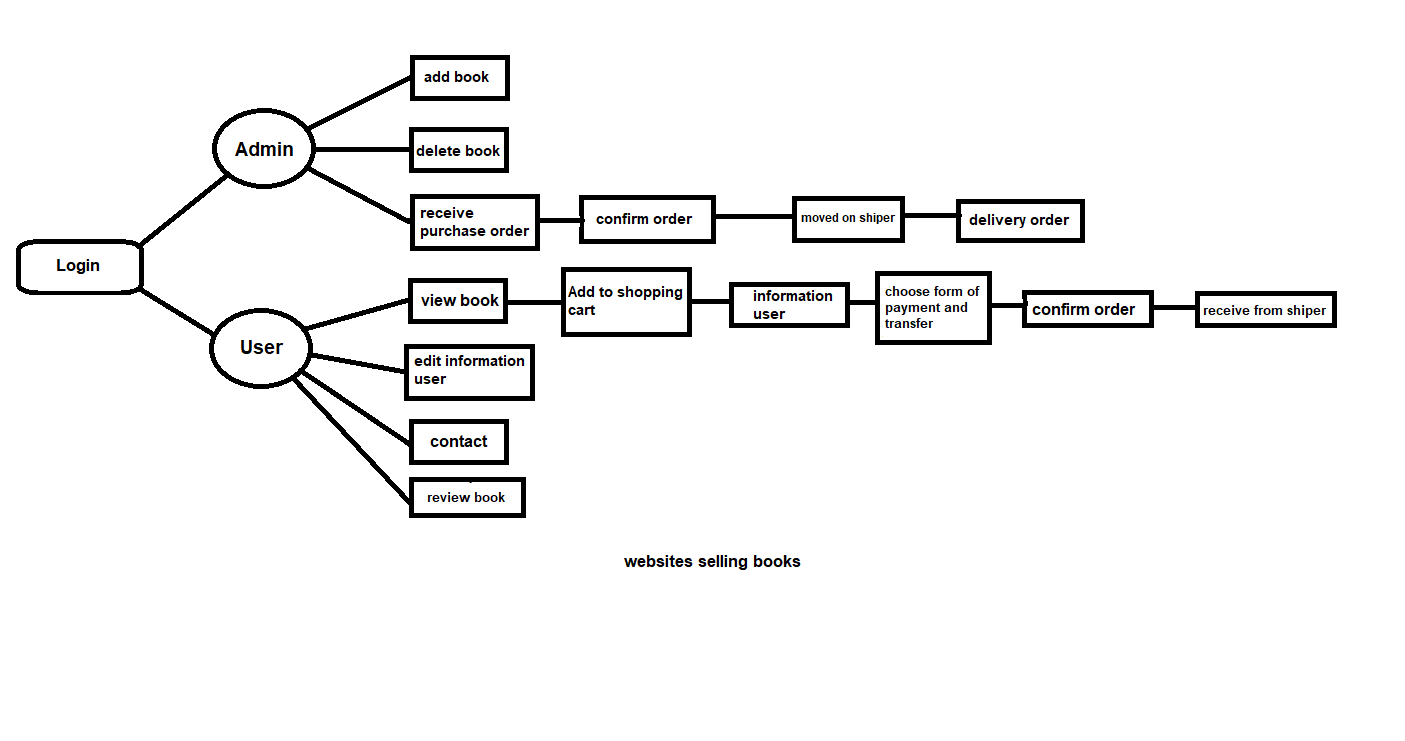 add book
Admin
delete book
receive
purchase order
confirm order
moved on shiper
delivery order
Login
view book
Add to shopping
cart
information
user
choose form of
payment and
transfer
confirm order
receive from shiper
User
edit information
user
contact
review book
websites selling books